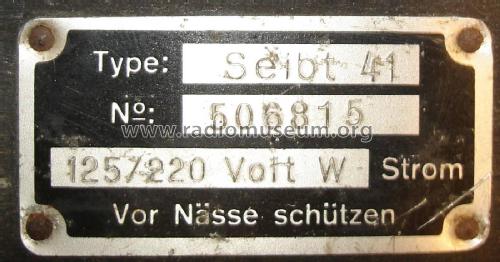 Type: Seibt 41
Nº: 506815
www.radiomuseum.org
125/220 Volt W Strom
Vor Nässe schützen